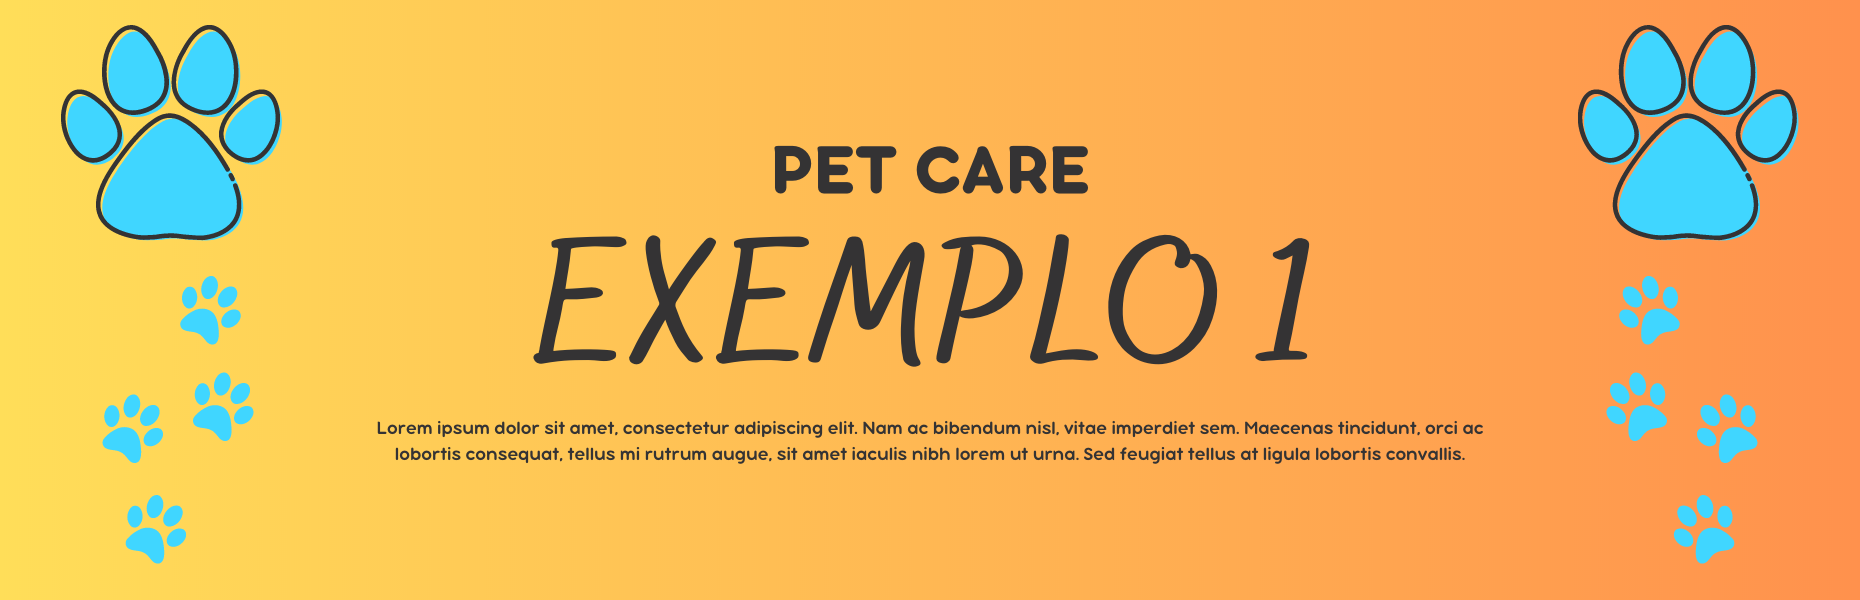 PET CARE
EXEMPLO 1
Lorem ipsum dolor sit amet, consectetur adipiscing elit. Nam ac bibendum nisl, vitae imperdiet sem. Maecenas tincidunt, orci ac
lobortis consequat, tellus mi rutrum augue, sit amet iaculis nibh lorem ut urna. Sed feugiat tellus at ligula lobortis convallis.